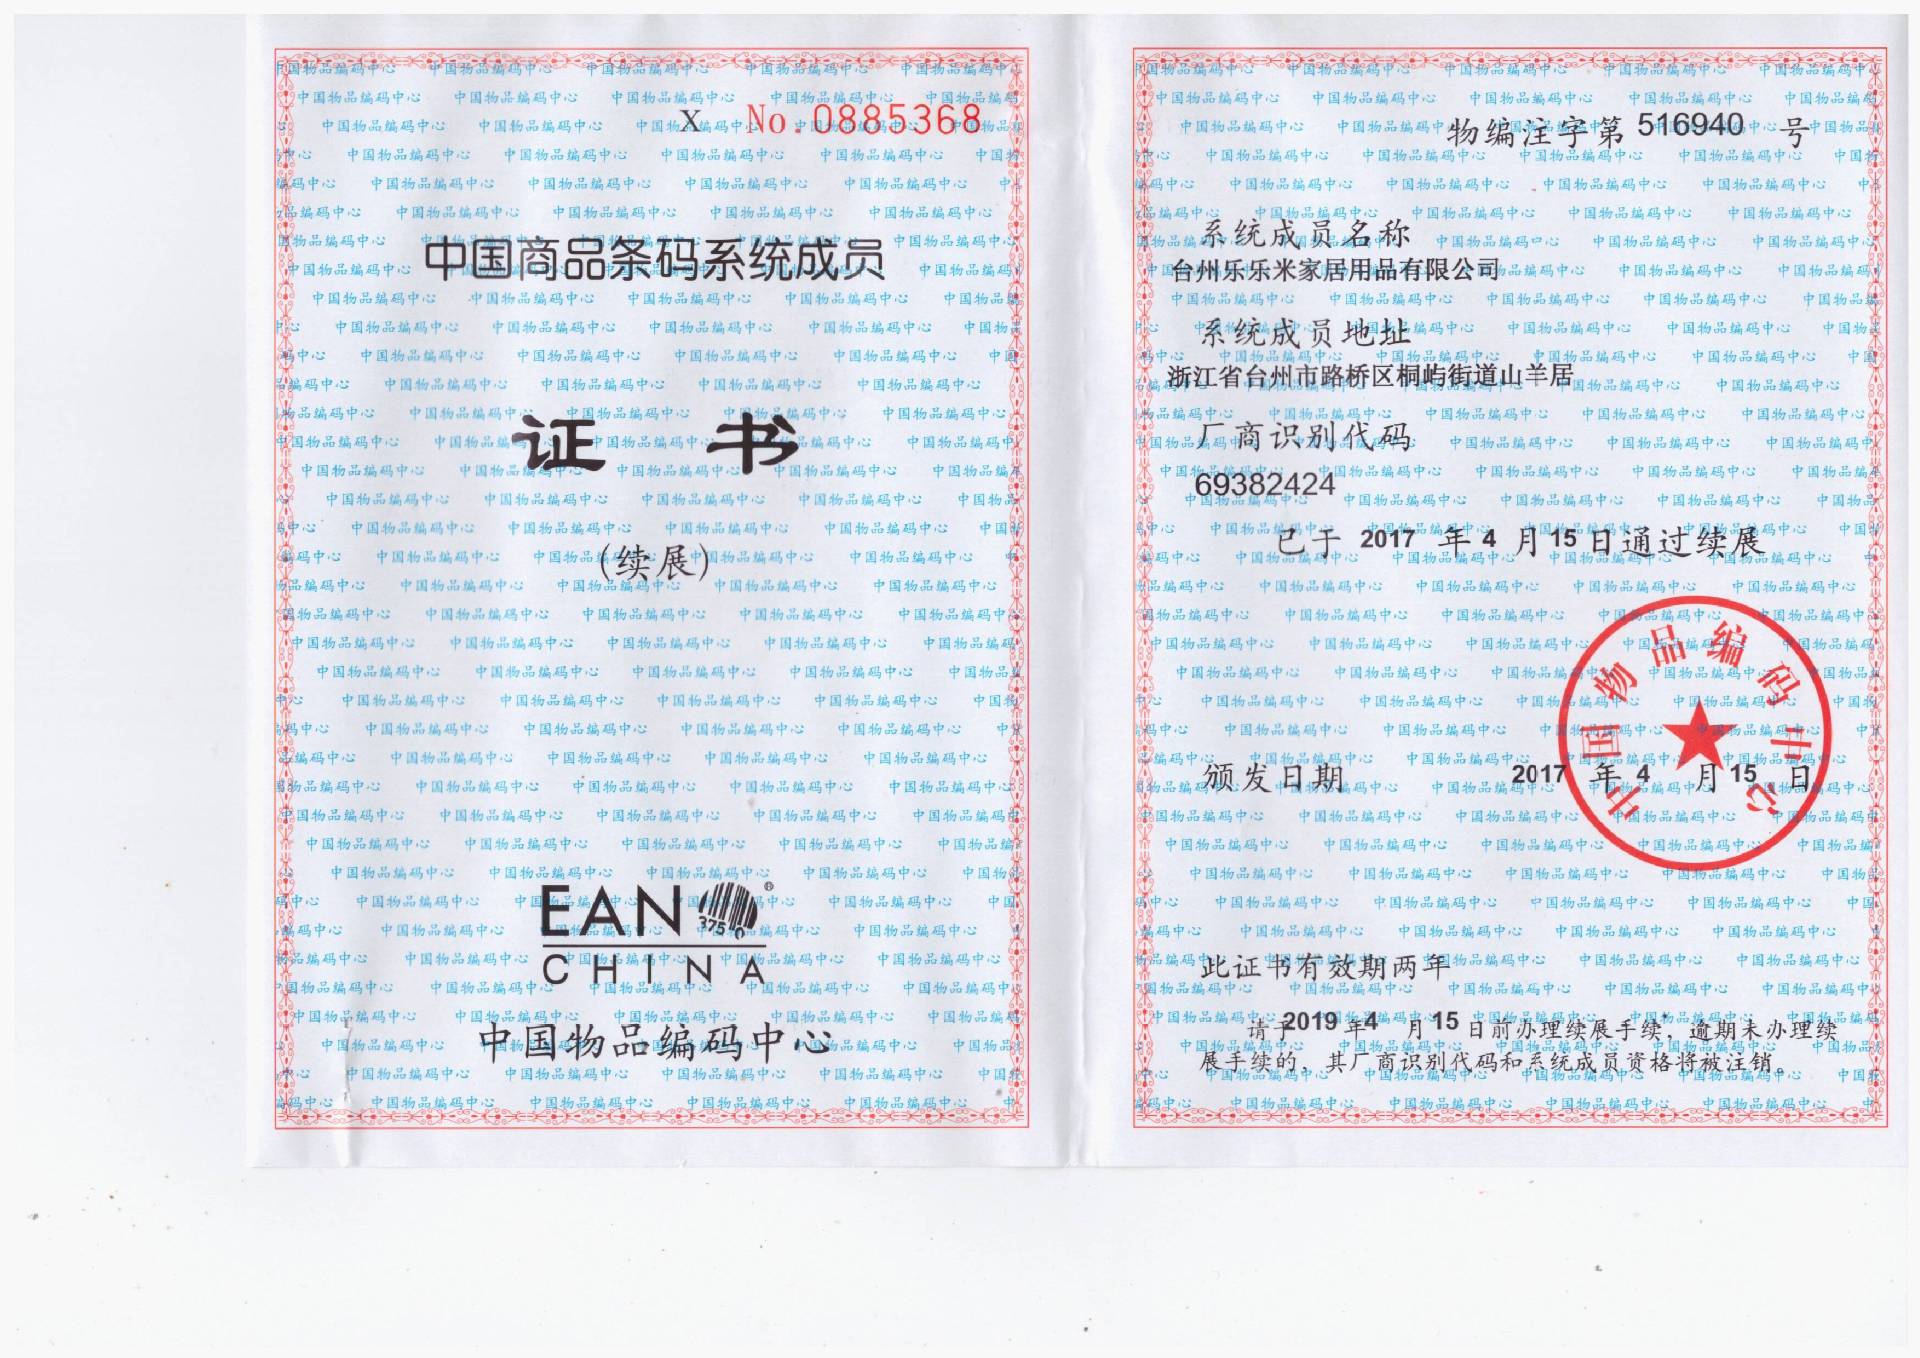 X No.0885368
中国商品条码系统成员
证 书
(续展)
EAN
®
CHINA
中国物品编码中心
物编注字第 516940 号
系统成员名称
台州乐乐米家居用品有限公司
系统成员地址
浙江省台州市路桥区桐屿街道山羊居
厂商识别代码
69382424
已于 2017 年 4 月 15 日通过续展
中国物品编码中心
颁发日期 2017 年 4 月 15 日
此证书有效期两年
请于 2019 年 4 月 15 日前办理续展手续,逾期未办理续
展手续的,其厂商识别代码和系统成员资格将被注销。